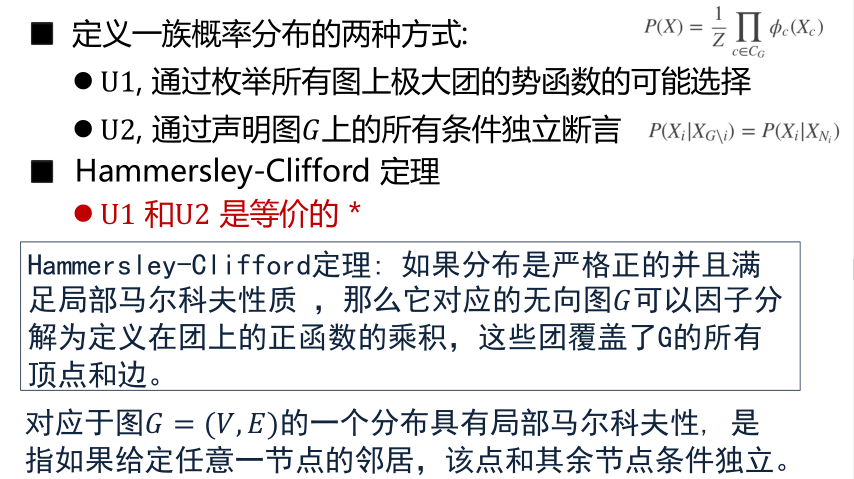 ■ 定义一族概率分布的两种方式:
P(X) = \frac{1}{Z} \prod_{c \in C_G} \phi_c(X_c)
● U1, 通过枚举所有图上极大团的势函数的可能选择
● U2, 通过声明图G上的所有条件独立断言
P(X_i|X_{G\setminus i}) = P(X_i|X_{N_i})
■ Hammersley-Clifford 定理
● U1 和U2 是等价的 *
Hammersley-Clifford定理: 如果分布是严格正的并且满
足局部马尔科夫性质 ，那么它对应的无向图G可以因子分
解为定义在团上的正函数的乘积，这些团覆盖了G的所有
顶点和边。
对应于图G = (V, E)的一个分布具有局部马尔科夫性, 是
指如果给定任意一节点的邻居，该点和其余节点条件独立。